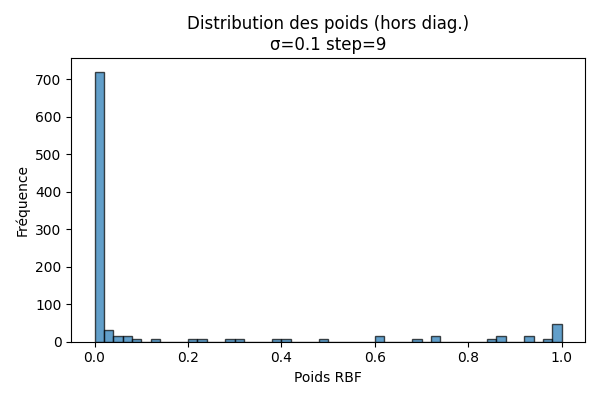 Distribution des poids (hors diag.)
σ=0.1 step=9
Fréquence
700
600
500
400
300
200
100
0
0.0 0.2 0.4 0.6 0.8 1.0
Poids RBF